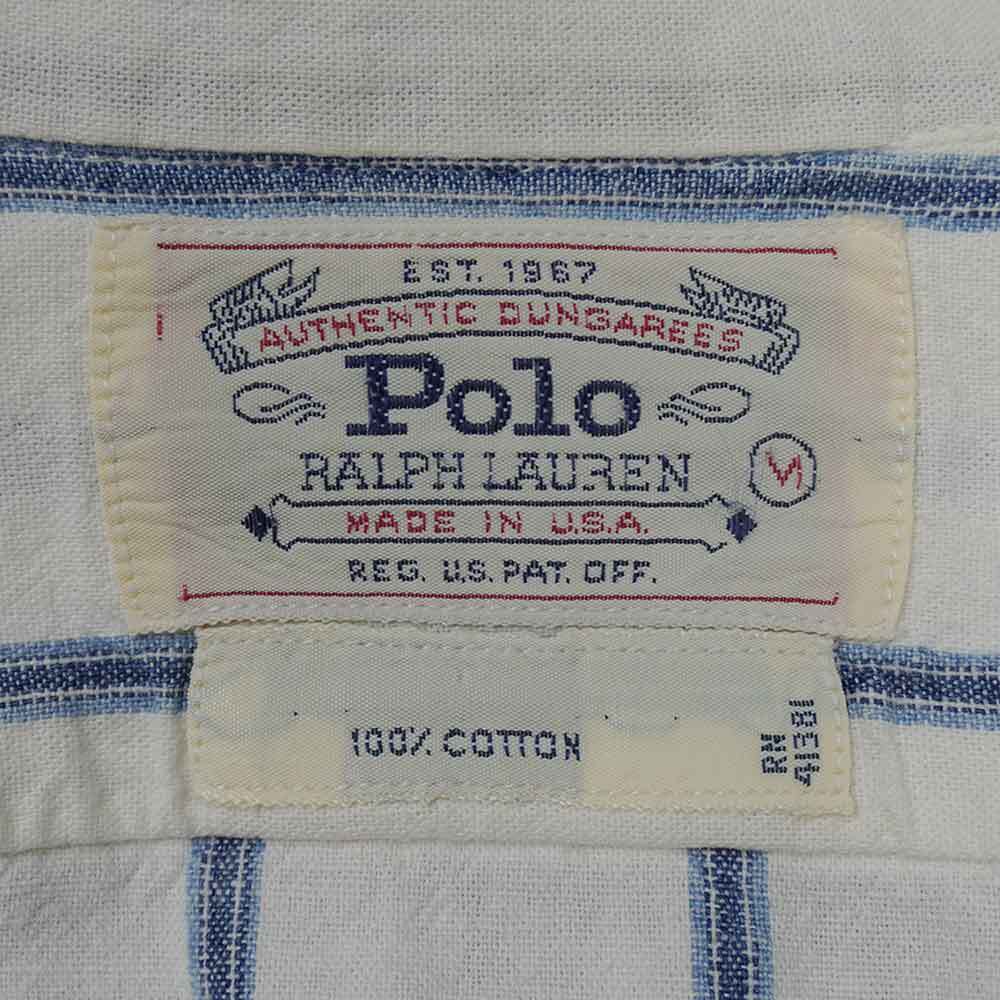 EST. 1967
AUTHENTIC DUNGAREES
Polo
RALPH LAUREN
M
MADE IN U.S.A.
REG. U.S. PAT. OFF.
100% COTTON
RN
41381